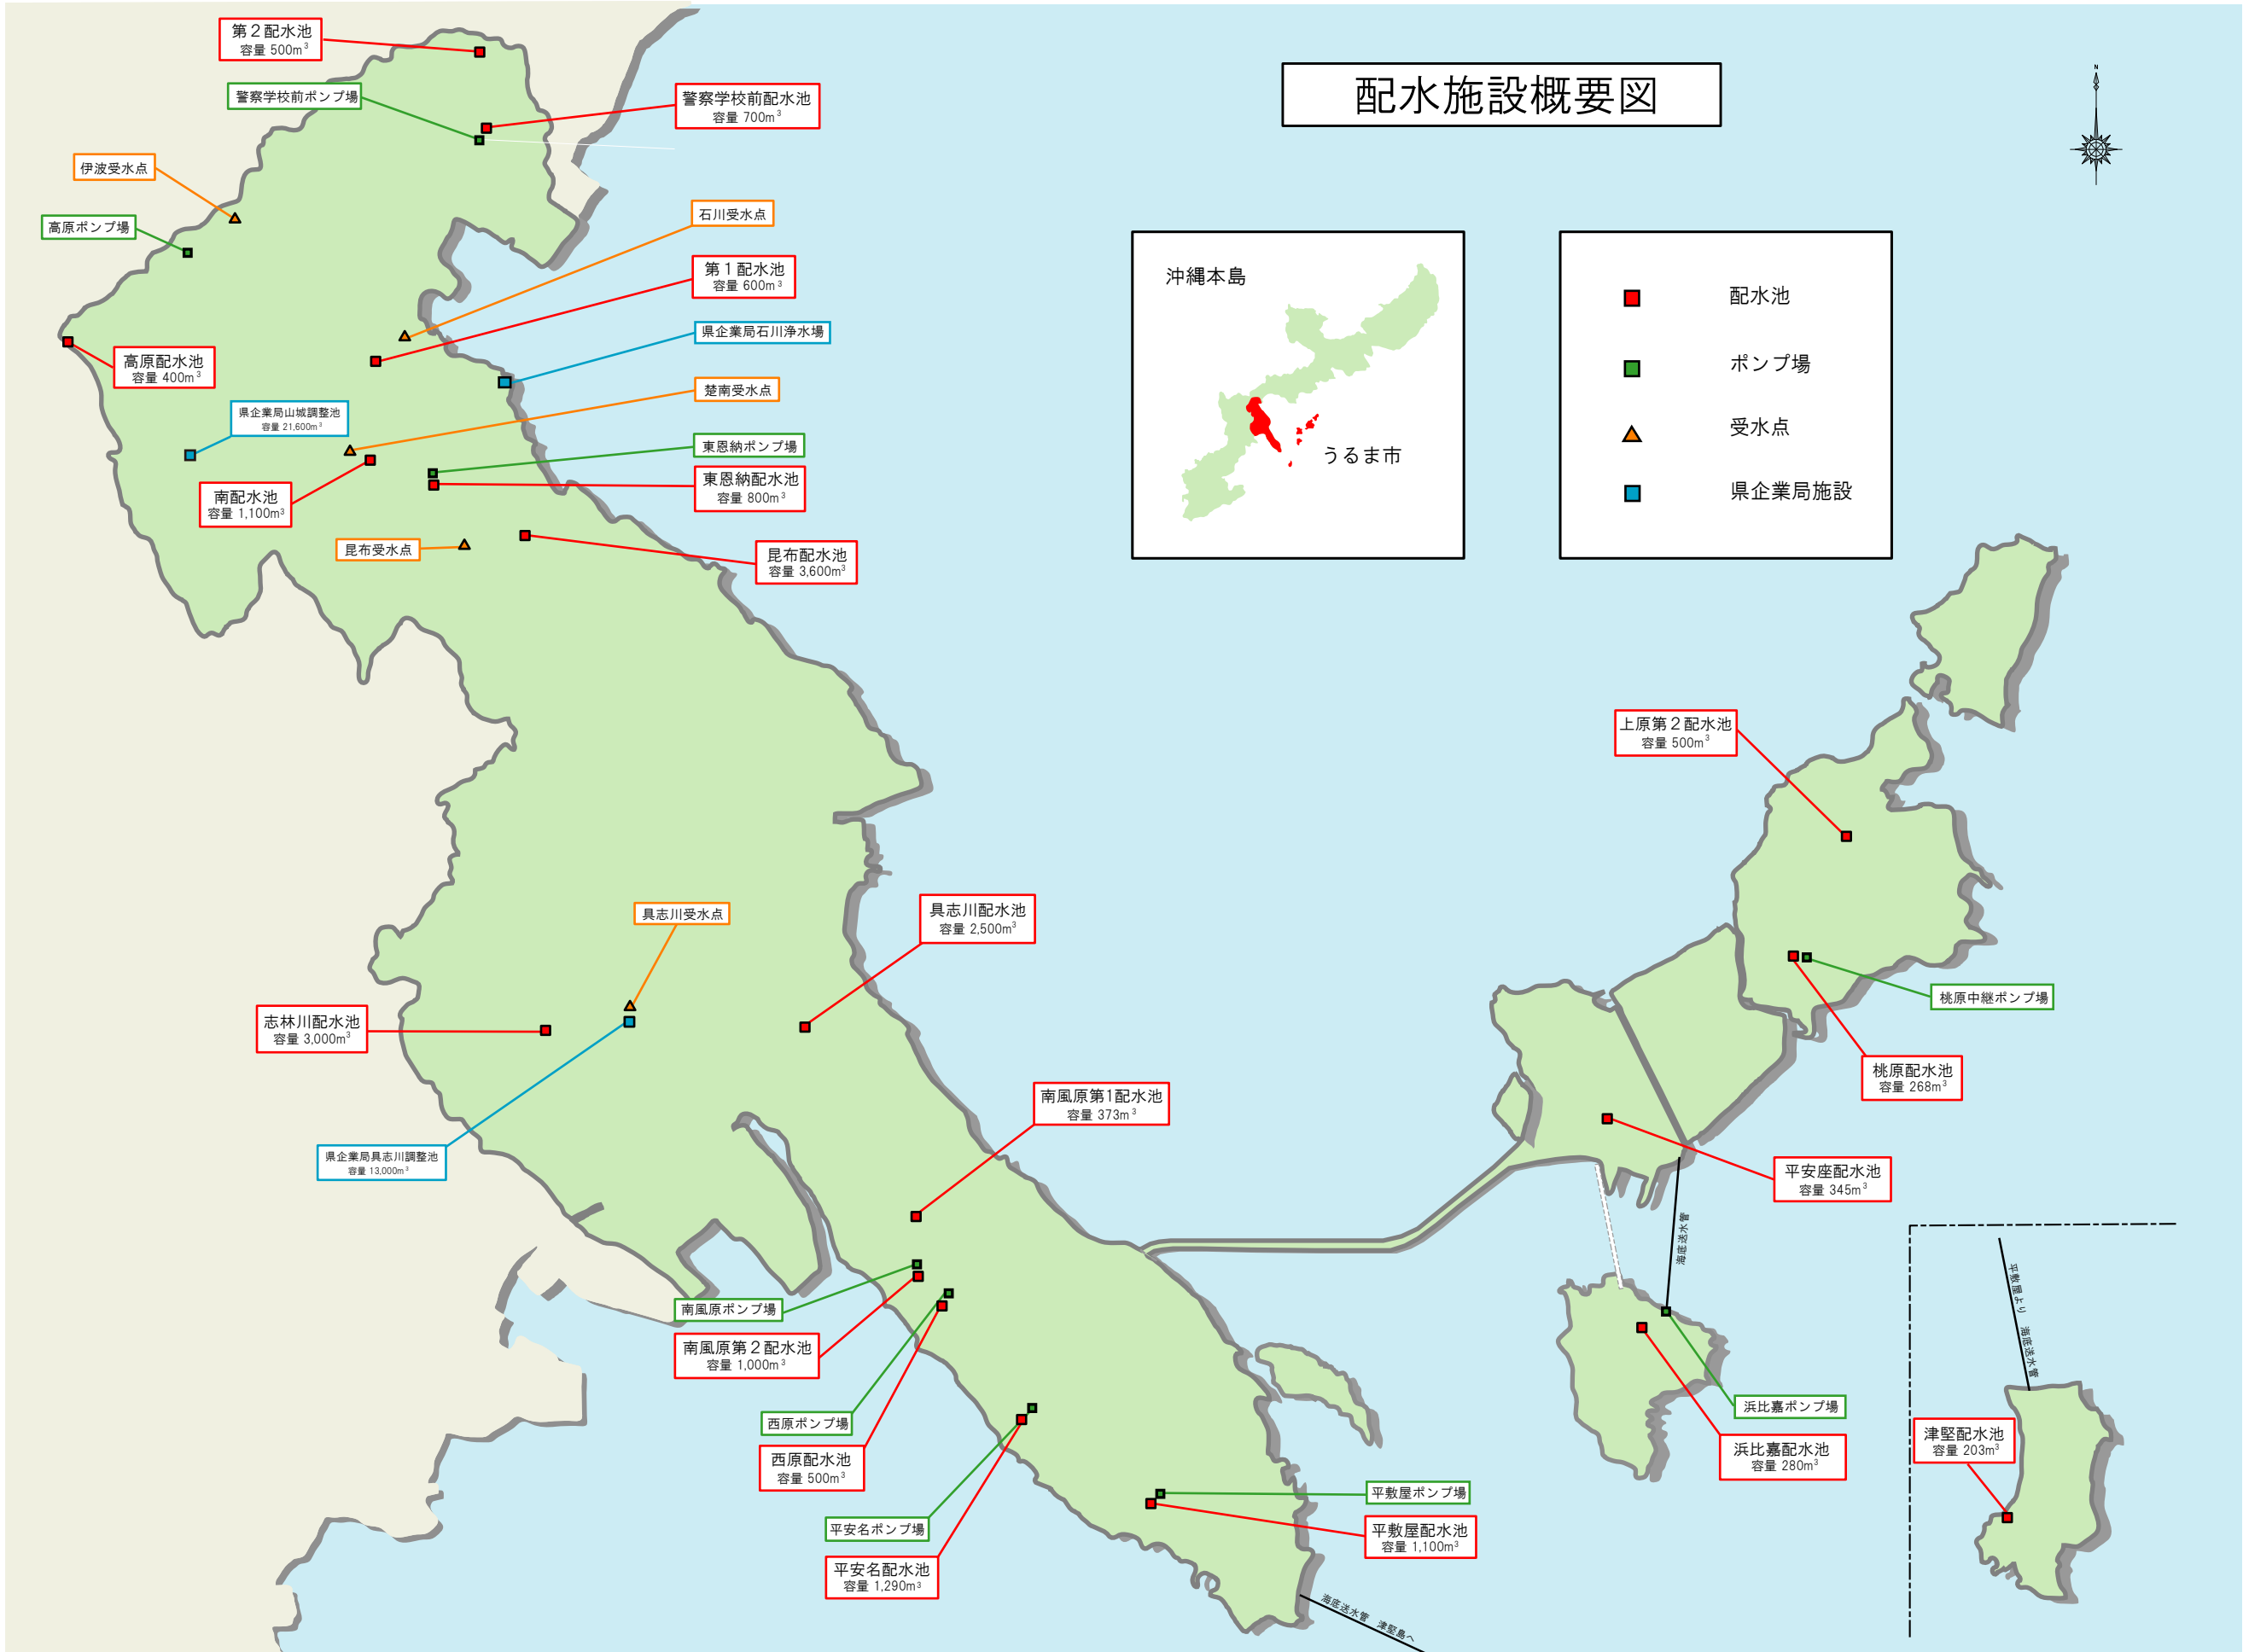 配水施設概要図
N
第２配水池
容量 500m³
警察学校前ポンプ場
警察学校前配水池
容量 700m³
伊波受水点
高原ポンプ場
石川受水点
第１配水池
容量 600m³
県企業局石川浄水場
高原配水池
容量 400m³
県企業局山城調整池
容量 21,600m³
楚南受水点
東恩納ポンプ場
東恩納配水池
容量 800m³
南配水池
容量 1,100m³
昆布受水点
昆布配水池
容量 3,600m³
沖縄本島
うるま市
配水池
ポンプ場
受水点
県企業局施設
上原第２配水池
容量 500m³
具志川受水点
具志川配水池
容量 2,500m³
志林川配水池
容量 3,000m³
桃原中継ポンプ場
桃原配水池
容量 268m³
南風原第1配水池
容量 373m³
県企業局具志川調整池
容量 13,000m³
平安座配水池
容量 345m³
海底送水管
南風原ポンプ場
南風原第２配水池
容量 1,000m³
西原ポンプ場
西原配水池
容量 500m³
平安名ポンプ場
平安名配水池
容量 1,290m³
平敷屋ポンプ場
平敷屋配水池
容量 1,100m³
浜比嘉ポンプ場
浜比嘉配水池
容量 280m³
平敷屋より 海底送水管
津堅配水池
容量 203m³
海底送水管 津堅島へ